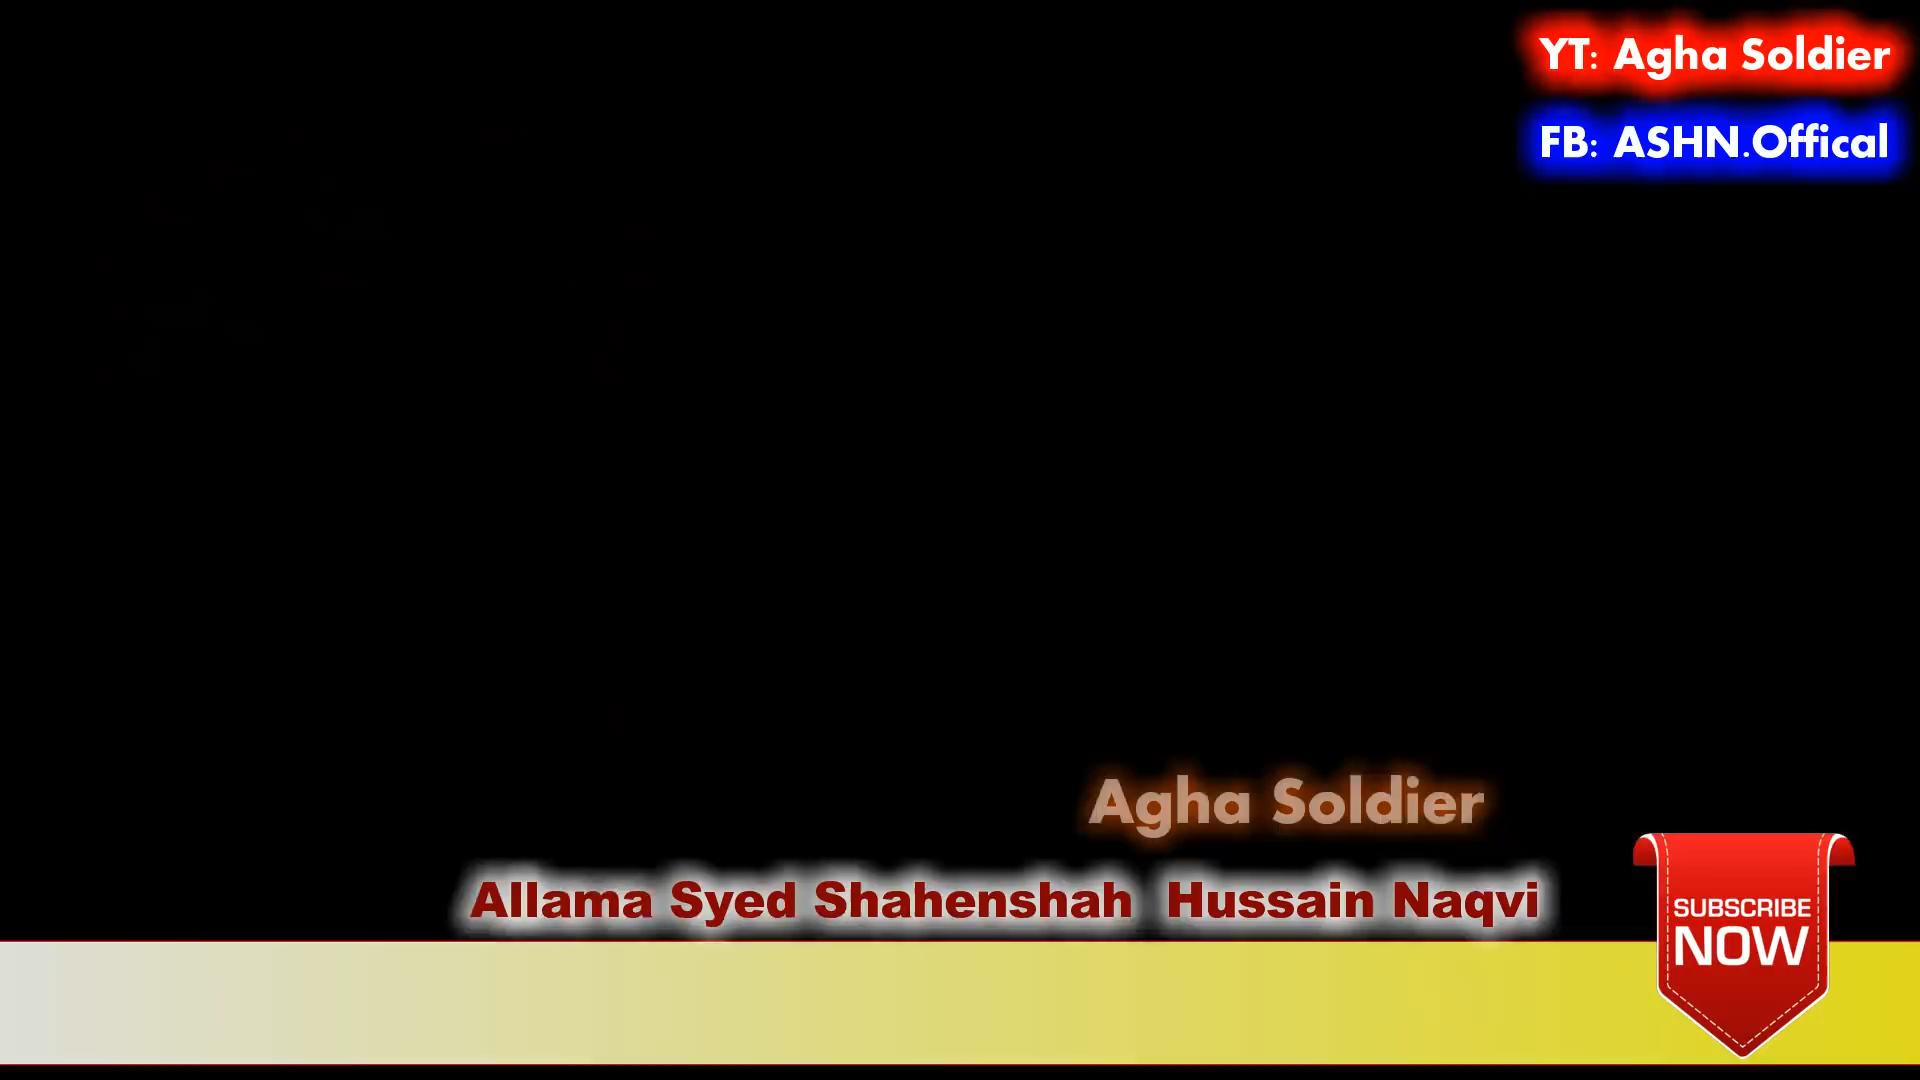 YT: Agha Soldier
FB: ASHN.Offical
Agha Soldier
Allama Syed Shahenshah Hussain Naqvi
SUBSCRIBE
NOW